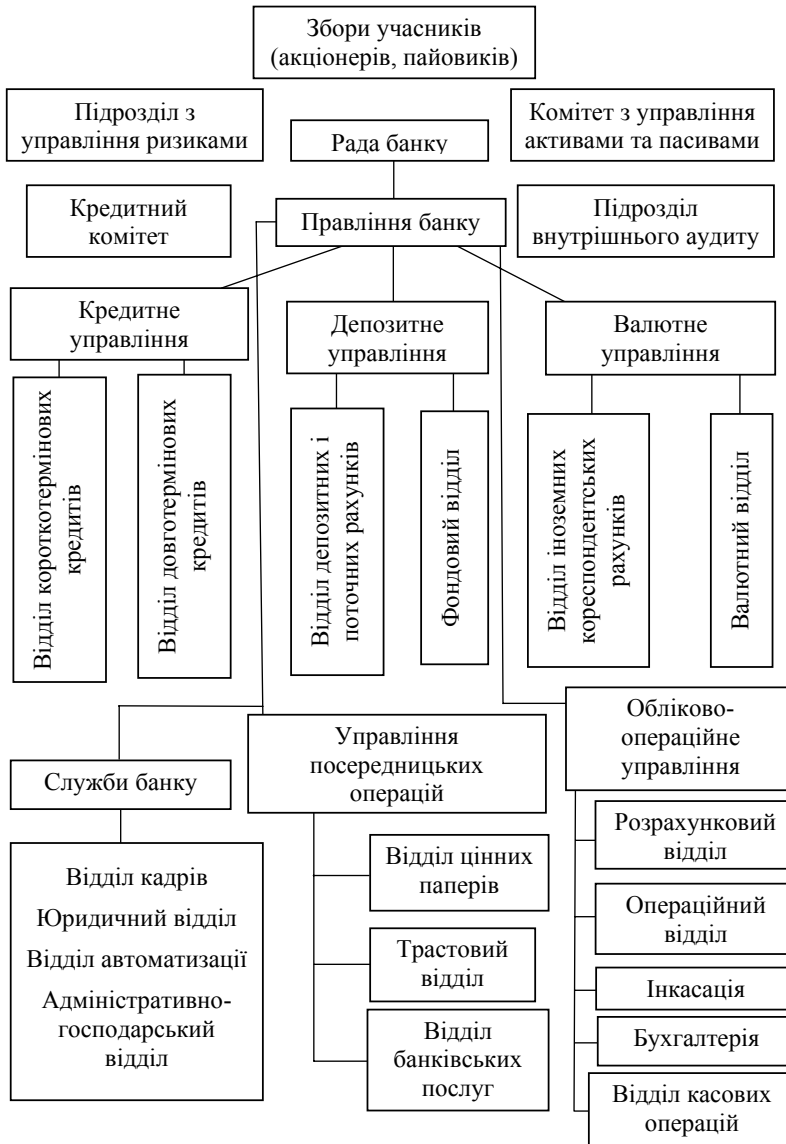 Збори учасників
(акціонерів, пайовиків)
Підрозділ з
управління ризиками
Рада банку
Комітет з управління
активами та пасивами
Кредитний
комітет
Правління банку
Підрозділ
внутрішнього аудиту
Кредитне
управління
Депозитне
управління
Валютне
управління
Відділ короткотермінових
кредитів
Відділ довготермінових
кредитів
Відділ депозитних і
поточних рахунків
Фондовий відділ
Відділ іноземних
кореспондентських
рахунків
Валютний відділ
Служби банку
Управління
посередницьких
операцій
Обліково-
операційне
управління
Відділ кадрів
Юридичний відділ
Відділ автоматизації
Адміністративно-
господарський
відділ
Відділ цінних
паперів
Трастовий
відділ
Відділ
банківських
послуг
Розрахунковий
відділ
Операційний
відділ
Інкасація
Бухгалтерія
Відділ касових
операцій